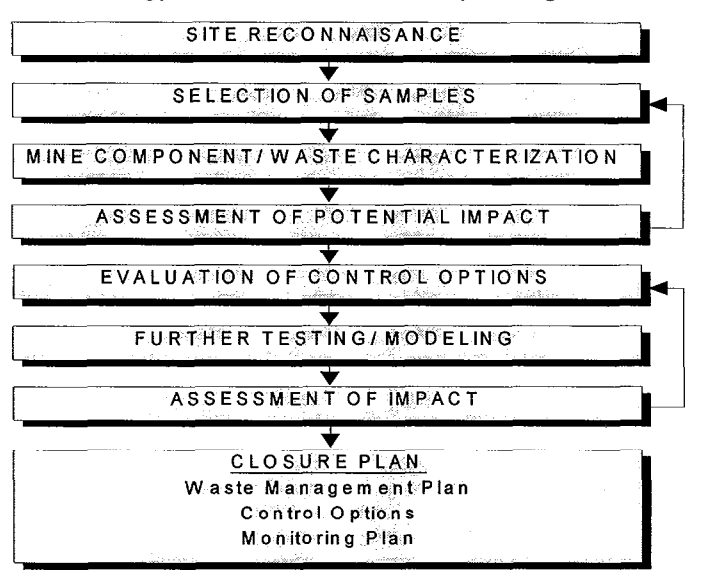 SITE RECONNAISANCE
SELECTION OF SAMPLES
MINE COMPONENT/WASTE CHARACTERIZATION
ASSESSMENT OF POTENTIAL IMPACT
EVALUATION OF CONTROL OPTIONS
FURTHER TESTING/MODELING
ASSESSMENT OF IMPACT
CLOSURE PLAN
Waste Management Plan
Control Options
Monitoring Plan